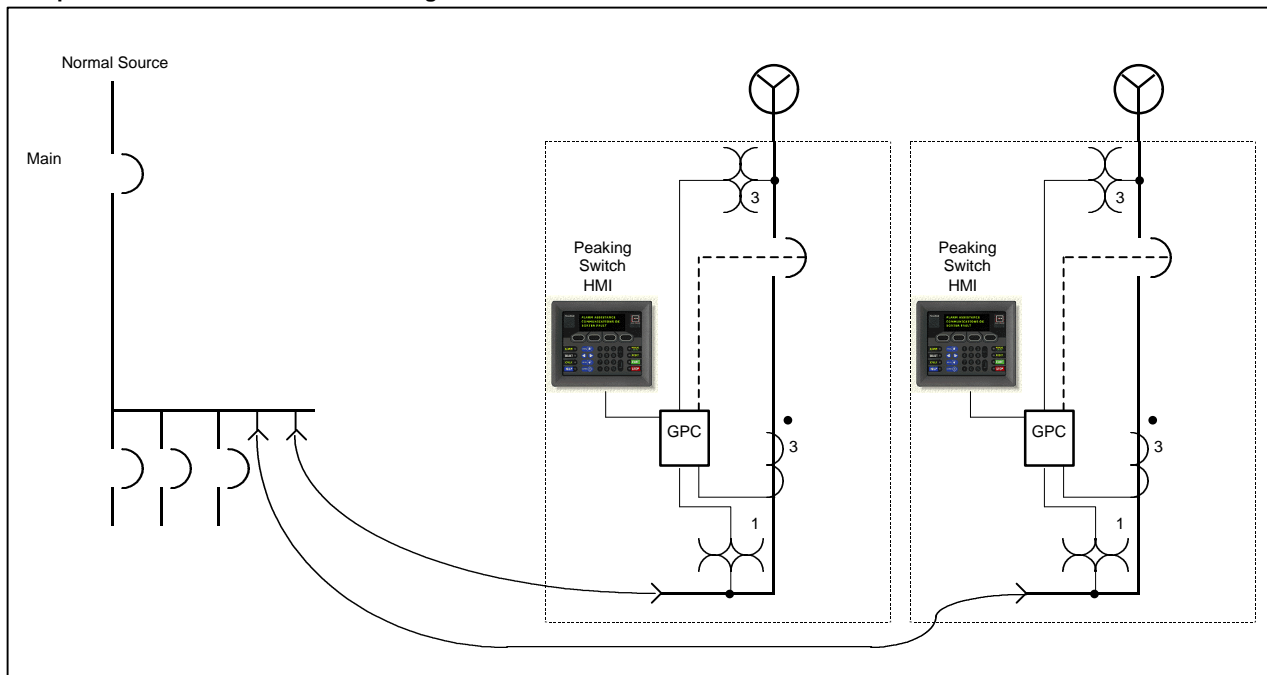 Normal Source
Main
Peaking
Switch
HMI
3
GPC
3
1
Peaking
Switch
HMI
3
GPC
3
1